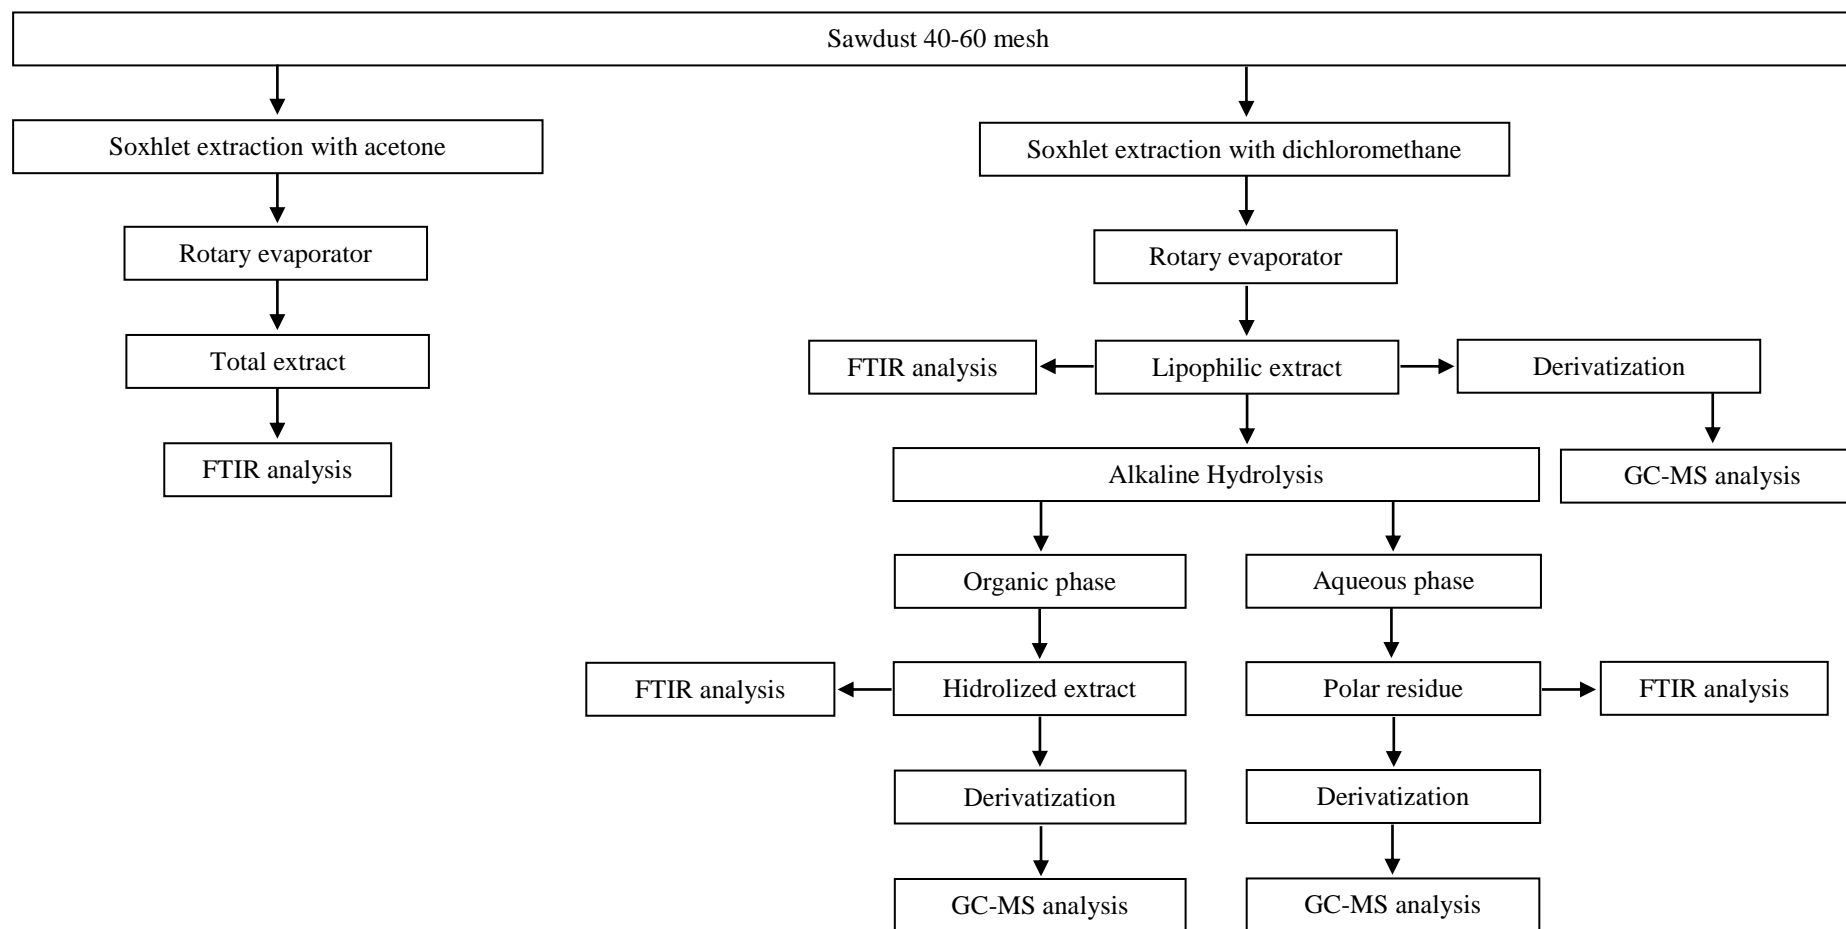 Sawdust 40-60 mesh
Soxhlet extraction with acetone
Soxhlet extraction with dichloromethane
Rotary evaporator
Rotary evaporator
Total extract
FTIR analysis
Lipophilic extract
Derivatization
FTIR analysis
Alkaline Hydrolysis
GC-MS analysis
Organic phase
Aqueous phase
FTIR analysis
Hidrolized extract
Polar residue
FTIR analysis
Derivatization
Derivatization
GC-MS analysis
GC-MS analysis